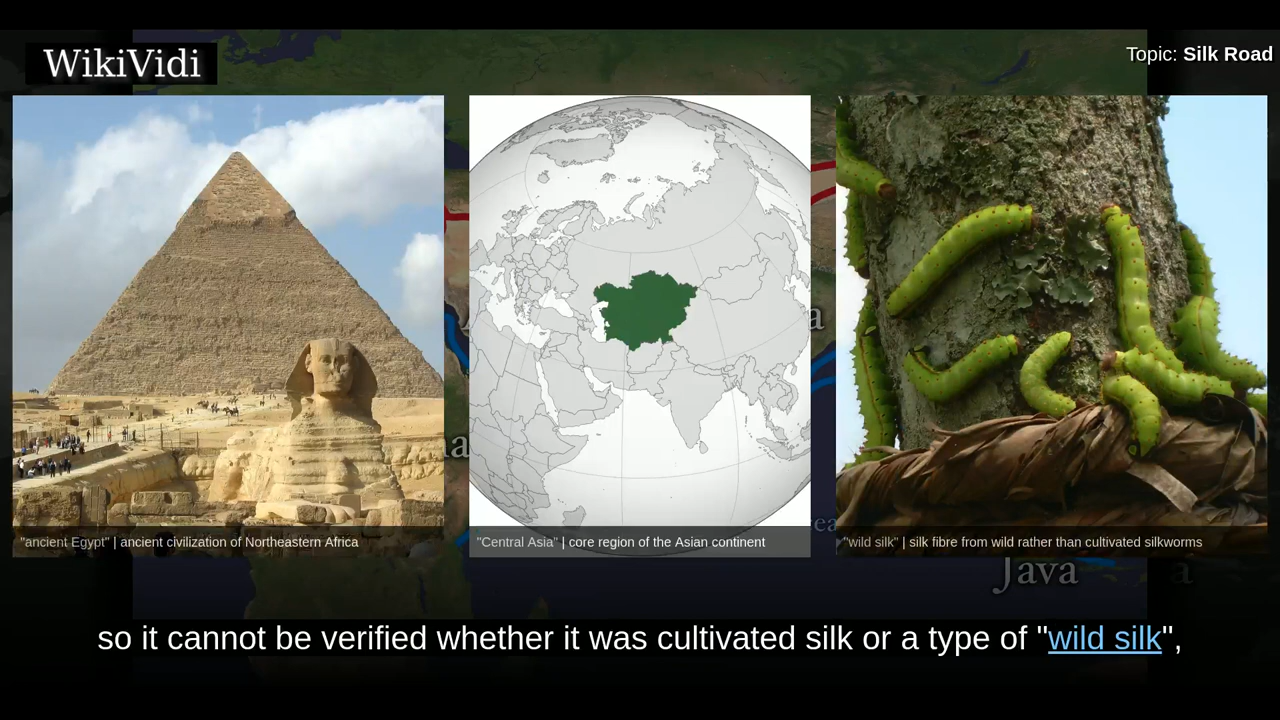 WikiVidi
Topic: Silk Road
"ancient Egypt" | ancient civilization of Northeastern Africa
"Central Asia" | core region of the Asian continent
"wild silk" | silk fibre from wild rather than cultivated silkworms
Java
so it cannot be verified whether it was cultivated silk or a type of "wild silk",